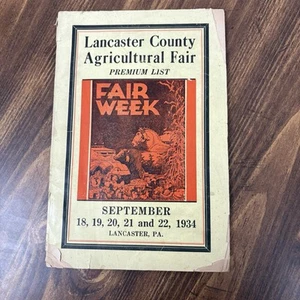 Lancaster County
Agricultural Fair
PREMIUM LIST
FAIR
WEEK
SEPTEMBER
18, 19, 20, 21 and 22, 1934
LANCASTER, PA.